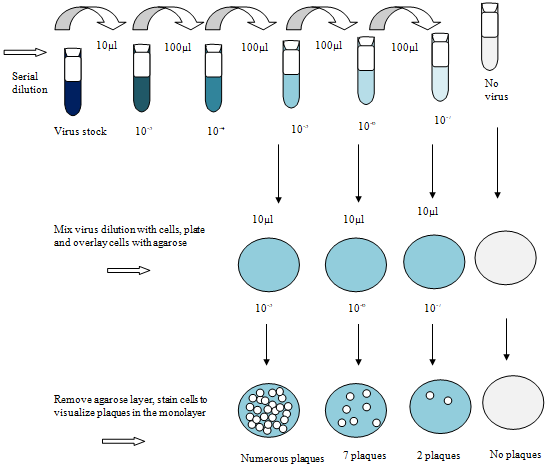 10µl 100µl 100µl 100µl 100µl
Serial
dilution
No
virus
Virus stock 10⁻³ 10⁻⁴ 10⁻⁵ 10⁻⁶ 10⁻⁷
10µl 10µl 10µl
Mix virus dilution with cells, plate
and overlay cells with agarose
10⁻⁵ 10⁻⁶ 10⁻⁷
Remove agarose layer, stain cells to
visualize plaques in the monolayer
Numerous plaques 7 plaques 2 plaques No plaques